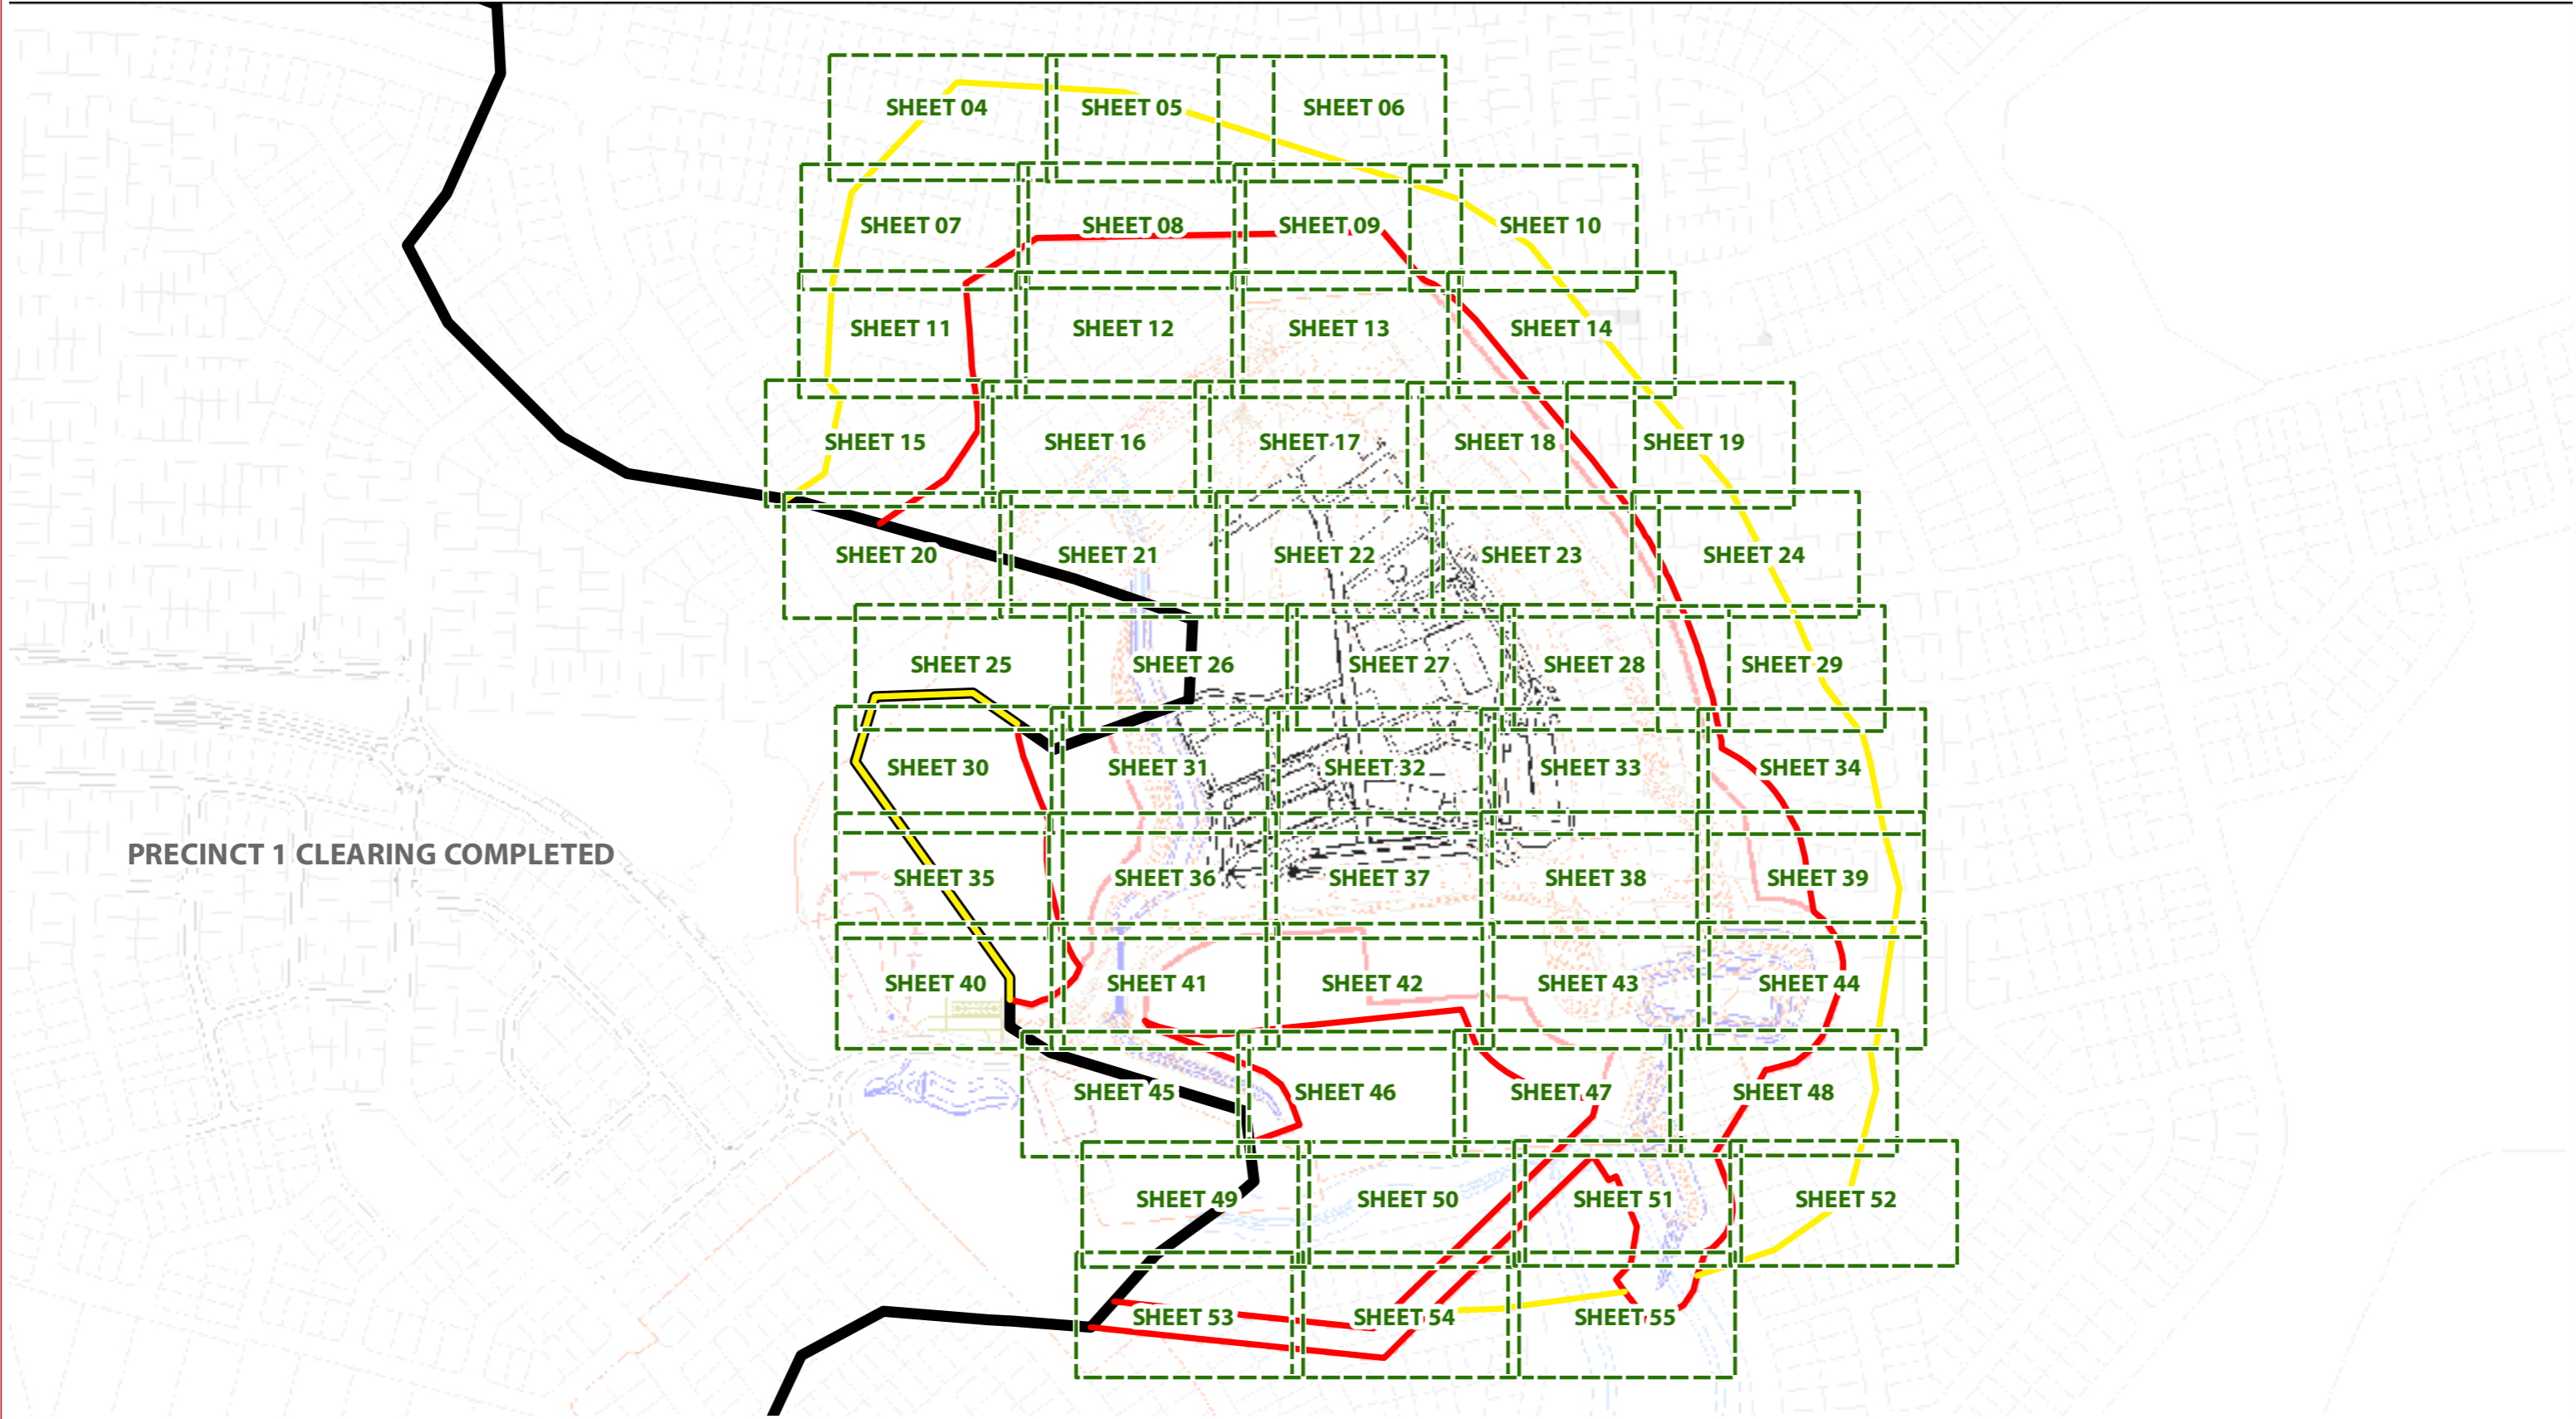 SHEET 04
SHEET 05
SHEET 06
SHEET 07
SHEET 08
SHEET 09
SHEET 10
SHEET 11
SHEET 12
SHEET 13
SHEET 14
SHEET 15
SHEET 16
SHEET 17
SHEET 18
SHEET 19
SHEET 20
SHEET 21
SHEET 22
SHEET 23
SHEET 24
SHEET 25
SHEET 26
SHEET 27
SHEET 28
SHEET 29
SHEET 30
SHEET 31
SHEET 32
SHEET 33
SHEET 34
PRECINCT 1 CLEARING COMPLETED
SHEET 35
SHEET 36
SHEET 37
SHEET 38
SHEET 39
SHEET 40
SHEET 41
SHEET 42
SHEET 43
SHEET 44
SHEET 45
SHEET 46
SHEET 47
SHEET 48
SHEET 49
SHEET 50
SHEET 51
SHEET 52
SHEET 53
SHEET 54
SHEET 55